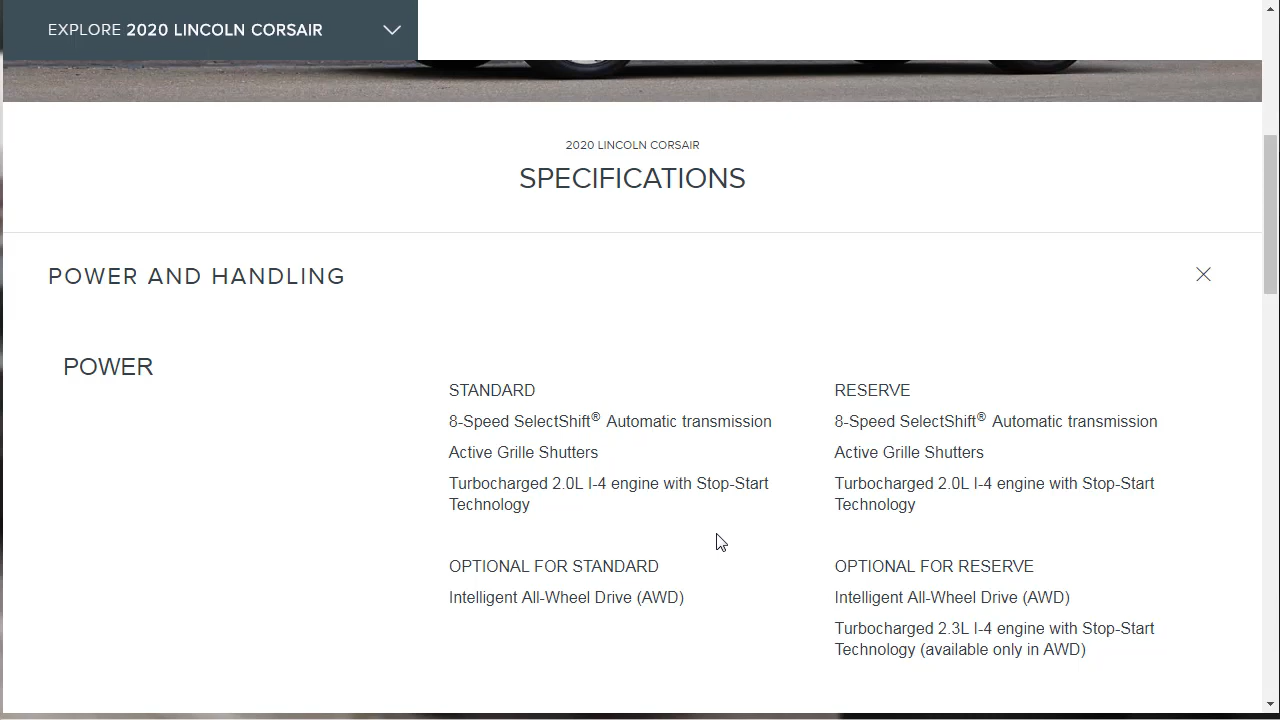 EXPLORE 2020 LINCOLN CORSAIR
2020 LINCOLN CORSAIR
SPECIFICATIONS
POWER AND HANDLING
POWER
STANDARD
8-Speed SelectShift® Automatic transmission
Active Grille Shutters
Turbocharged 2.0L I-4 engine with Stop-Start
Technology
OPTIONAL FOR STANDARD
Intelligent All-Wheel Drive (AWD)
RESERVE
8-Speed SelectShift® Automatic transmission
Active Grille Shutters
Turbocharged 2.0L I-4 engine with Stop-Start
Technology
OPTIONAL FOR RESERVE
Intelligent All-Wheel Drive (AWD)
Turbocharged 2.3L I-4 engine with Stop-Start
Technology (available only in AWD)